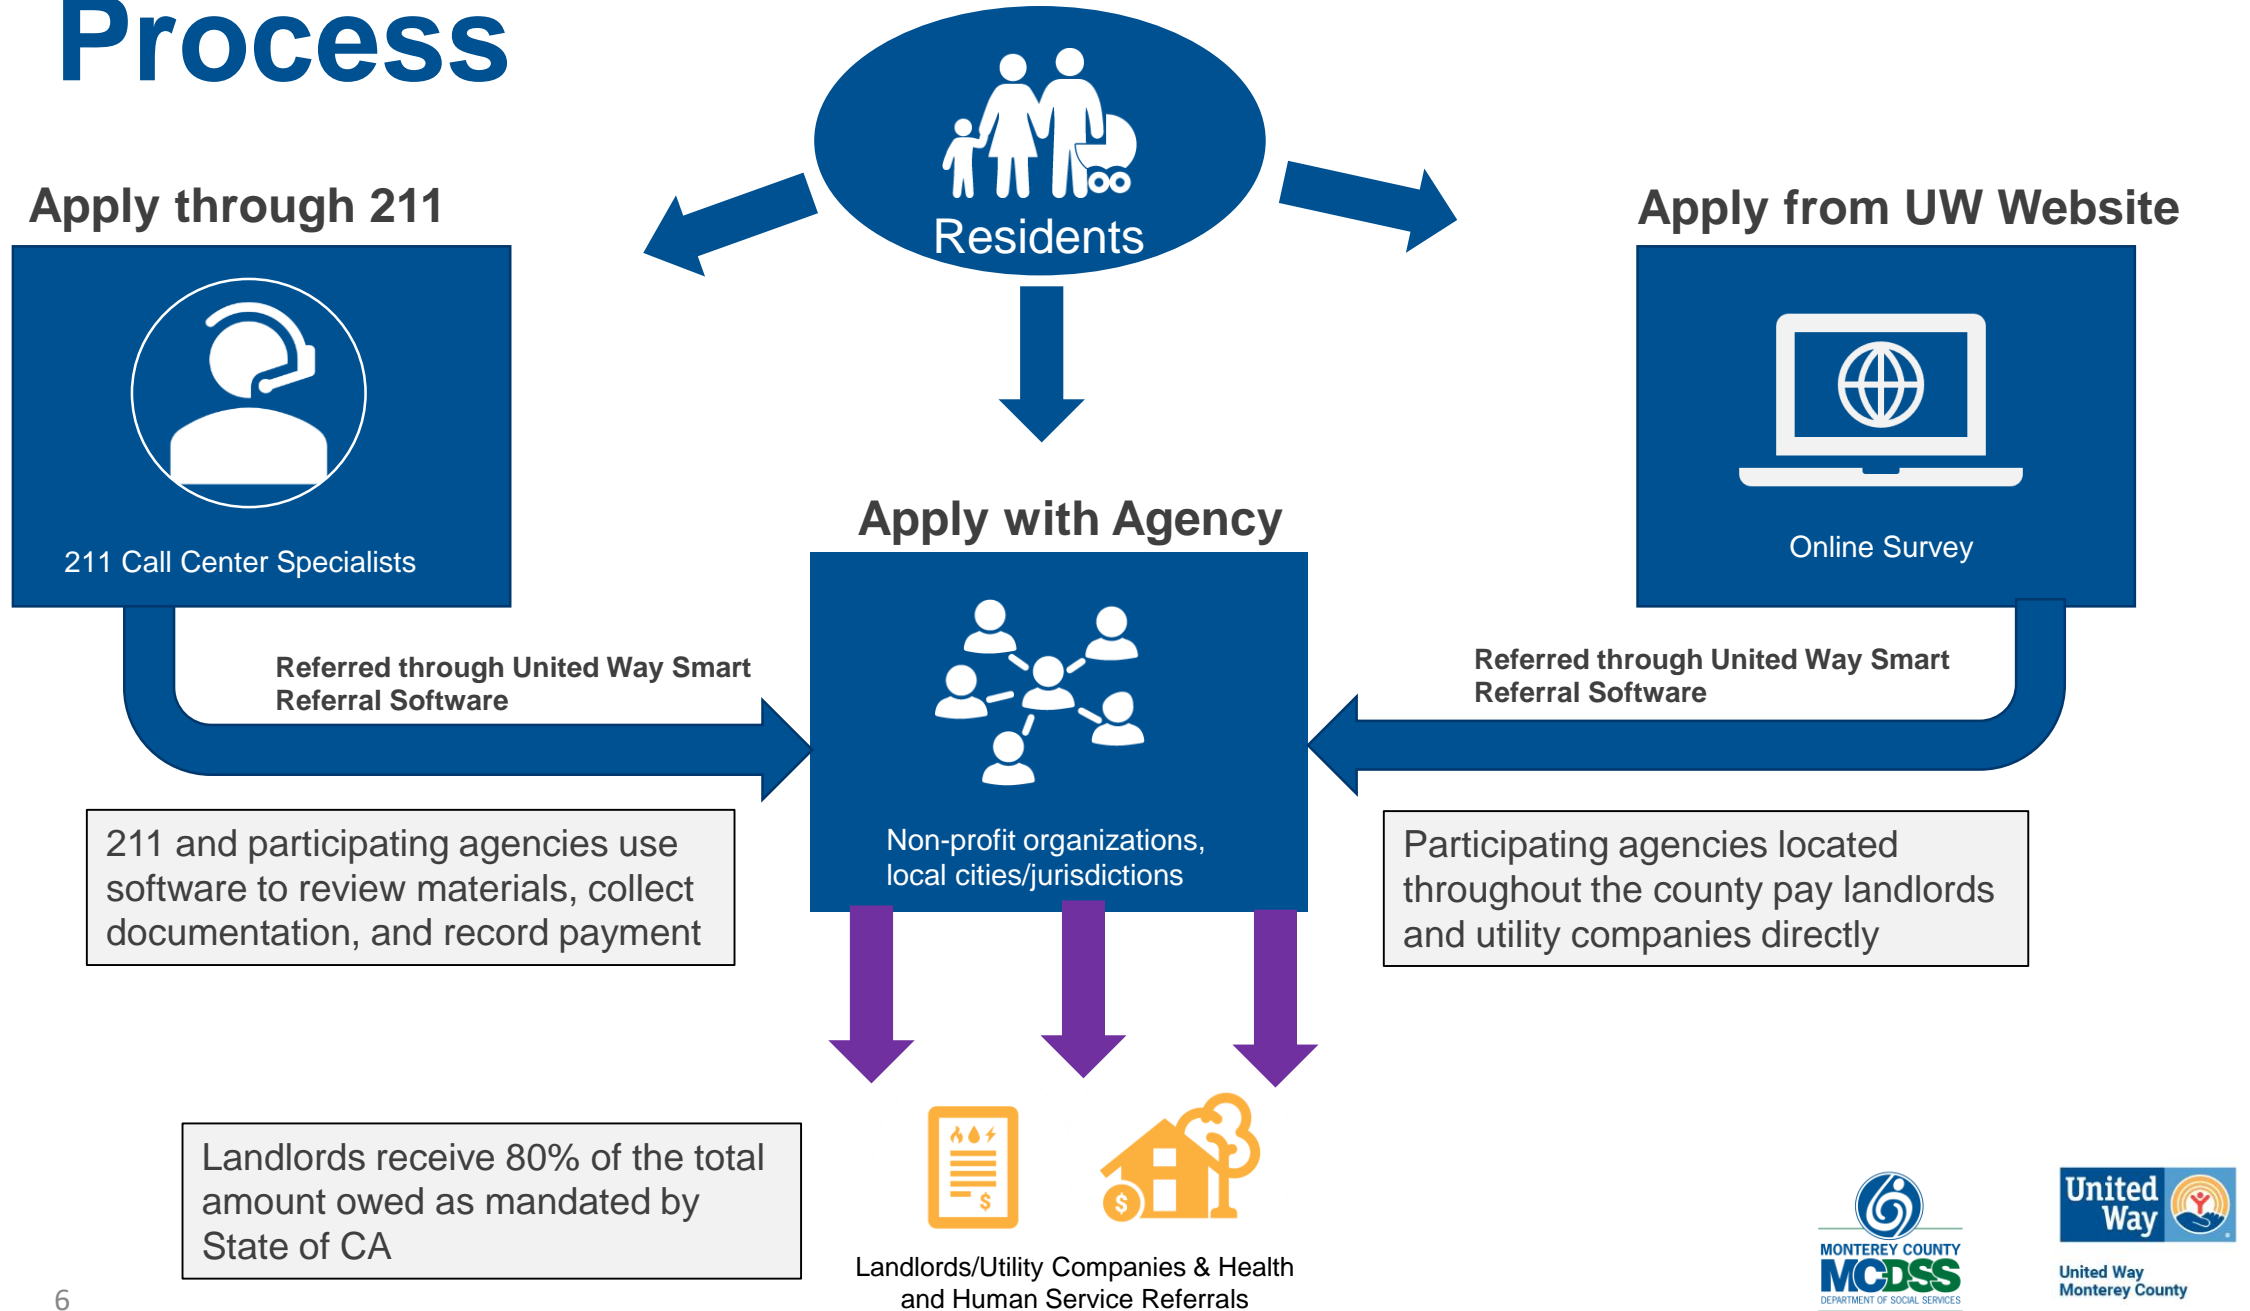 Process
Residents
Apply through 211
Apply from UW Website
211 Call Center Specialists
Online Survey
Apply with Agency
Referred through United Way Smart
Referral Software
Referred through United Way Smart
Referral Software
Non-profit organizations,
local cities/jurisdictions
211 and participating agencies use
software to review materials, collect
documentation, and record payment
Participating agencies located
throughout the county pay landlords
and utility companies directly
Landlords receive 80% of the total
amount owed as mandated by
State of CA
$
$
Landlords/Utility Companies & Health
and Human Service Referrals
MONTEREY COUNTY
MCDSS
DEPARTMENT OF SOCIAL SERVICES
United
Way
United Way
Monterey County
6